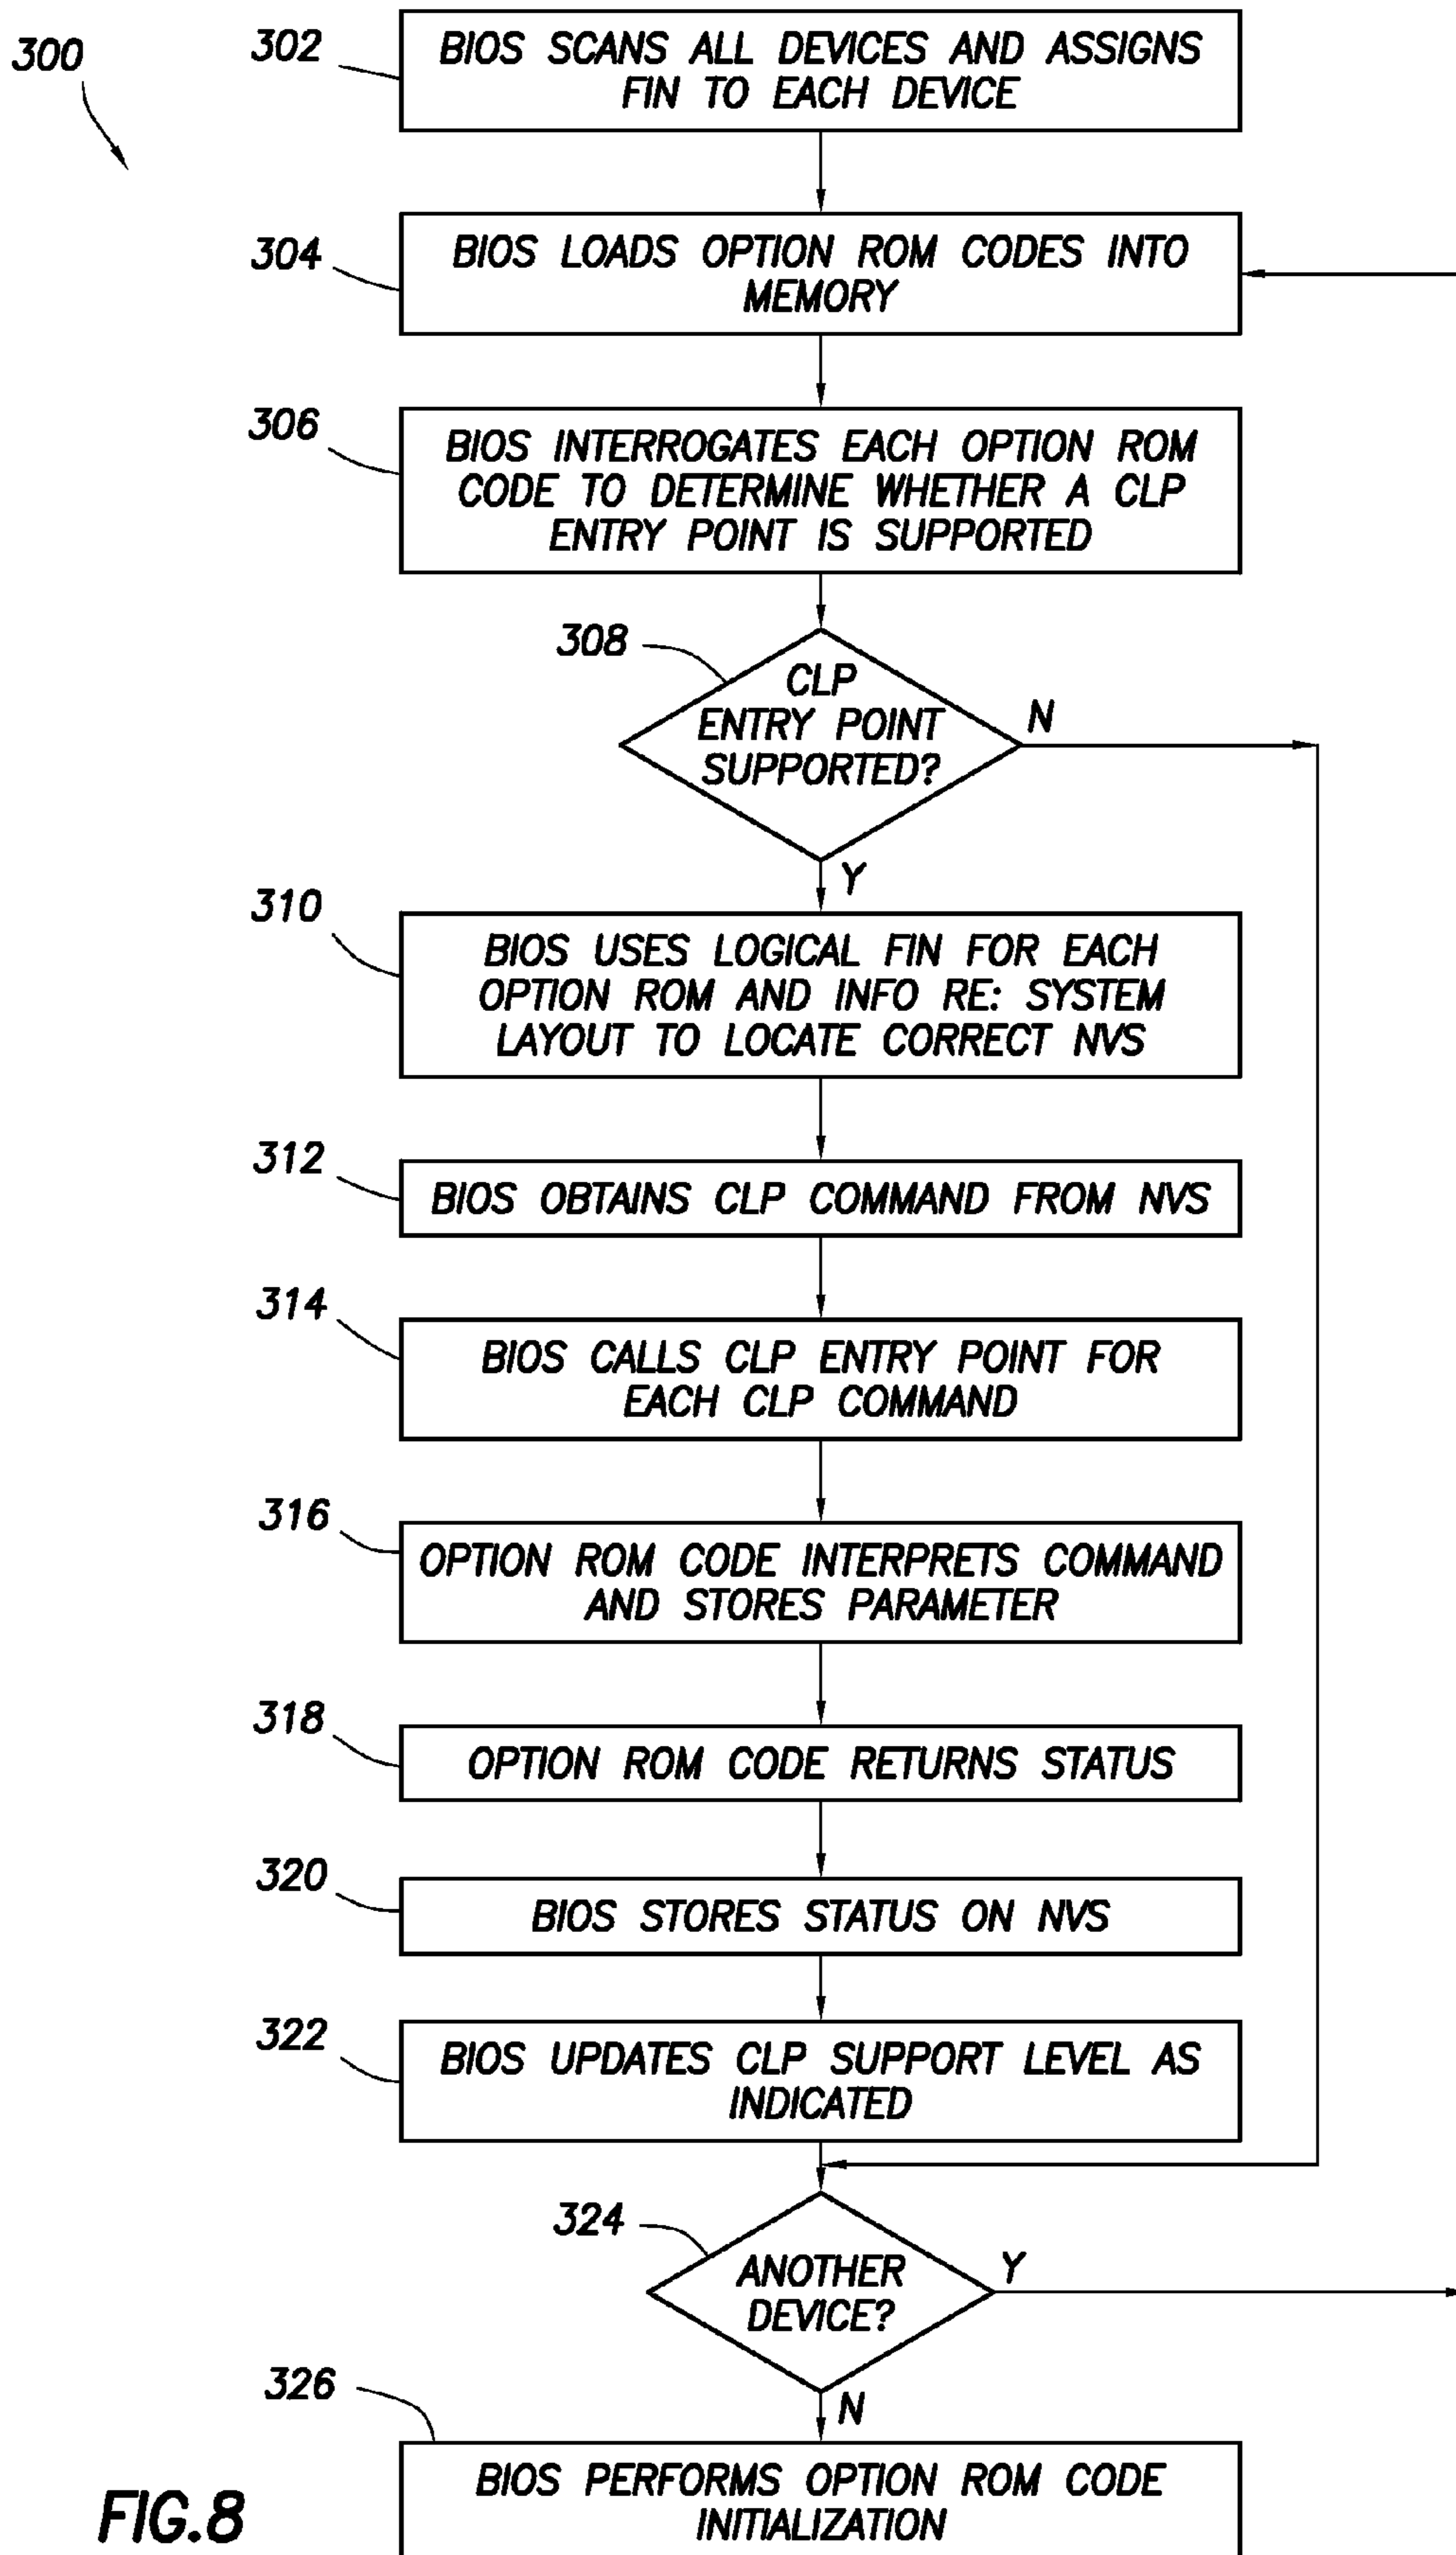 300
302
BIOS SCANS ALL DEVICES AND ASSIGNS
FIN TO EACH DEVICE
304
BIOS LOADS OPTION ROM CODES INTO
MEMORY
306
BIOS INTERROGATES EACH OPTION ROM
CODE TO DETERMINE WHETHER A CLP
ENTRY POINT IS SUPPORTED
308
CLP
ENTRY POINT
SUPPORTED?
N
Y
310
BIOS USES LOGICAL FIN FOR EACH
OPTION ROM AND INFO RE: SYSTEM
LAYOUT TO LOCATE CORRECT NVS
312
BIOS OBTAINS CLP COMMAND FROM NVS
314
BIOS CALLS CLP ENTRY POINT FOR
EACH CLP COMMAND
316
OPTION ROM CODE INTERPRETS COMMAND
AND STORES PARAMETER
318
OPTION ROM CODE RETURNS STATUS
320
BIOS STORES STATUS ON NVS
322
BIOS UPDATES CLP SUPPORT LEVEL AS
INDICATED
324
ANOTHER
DEVICE?
Y
N
326
BIOS PERFORMS OPTION ROM CODE
INITIALIZATION
FIG.8